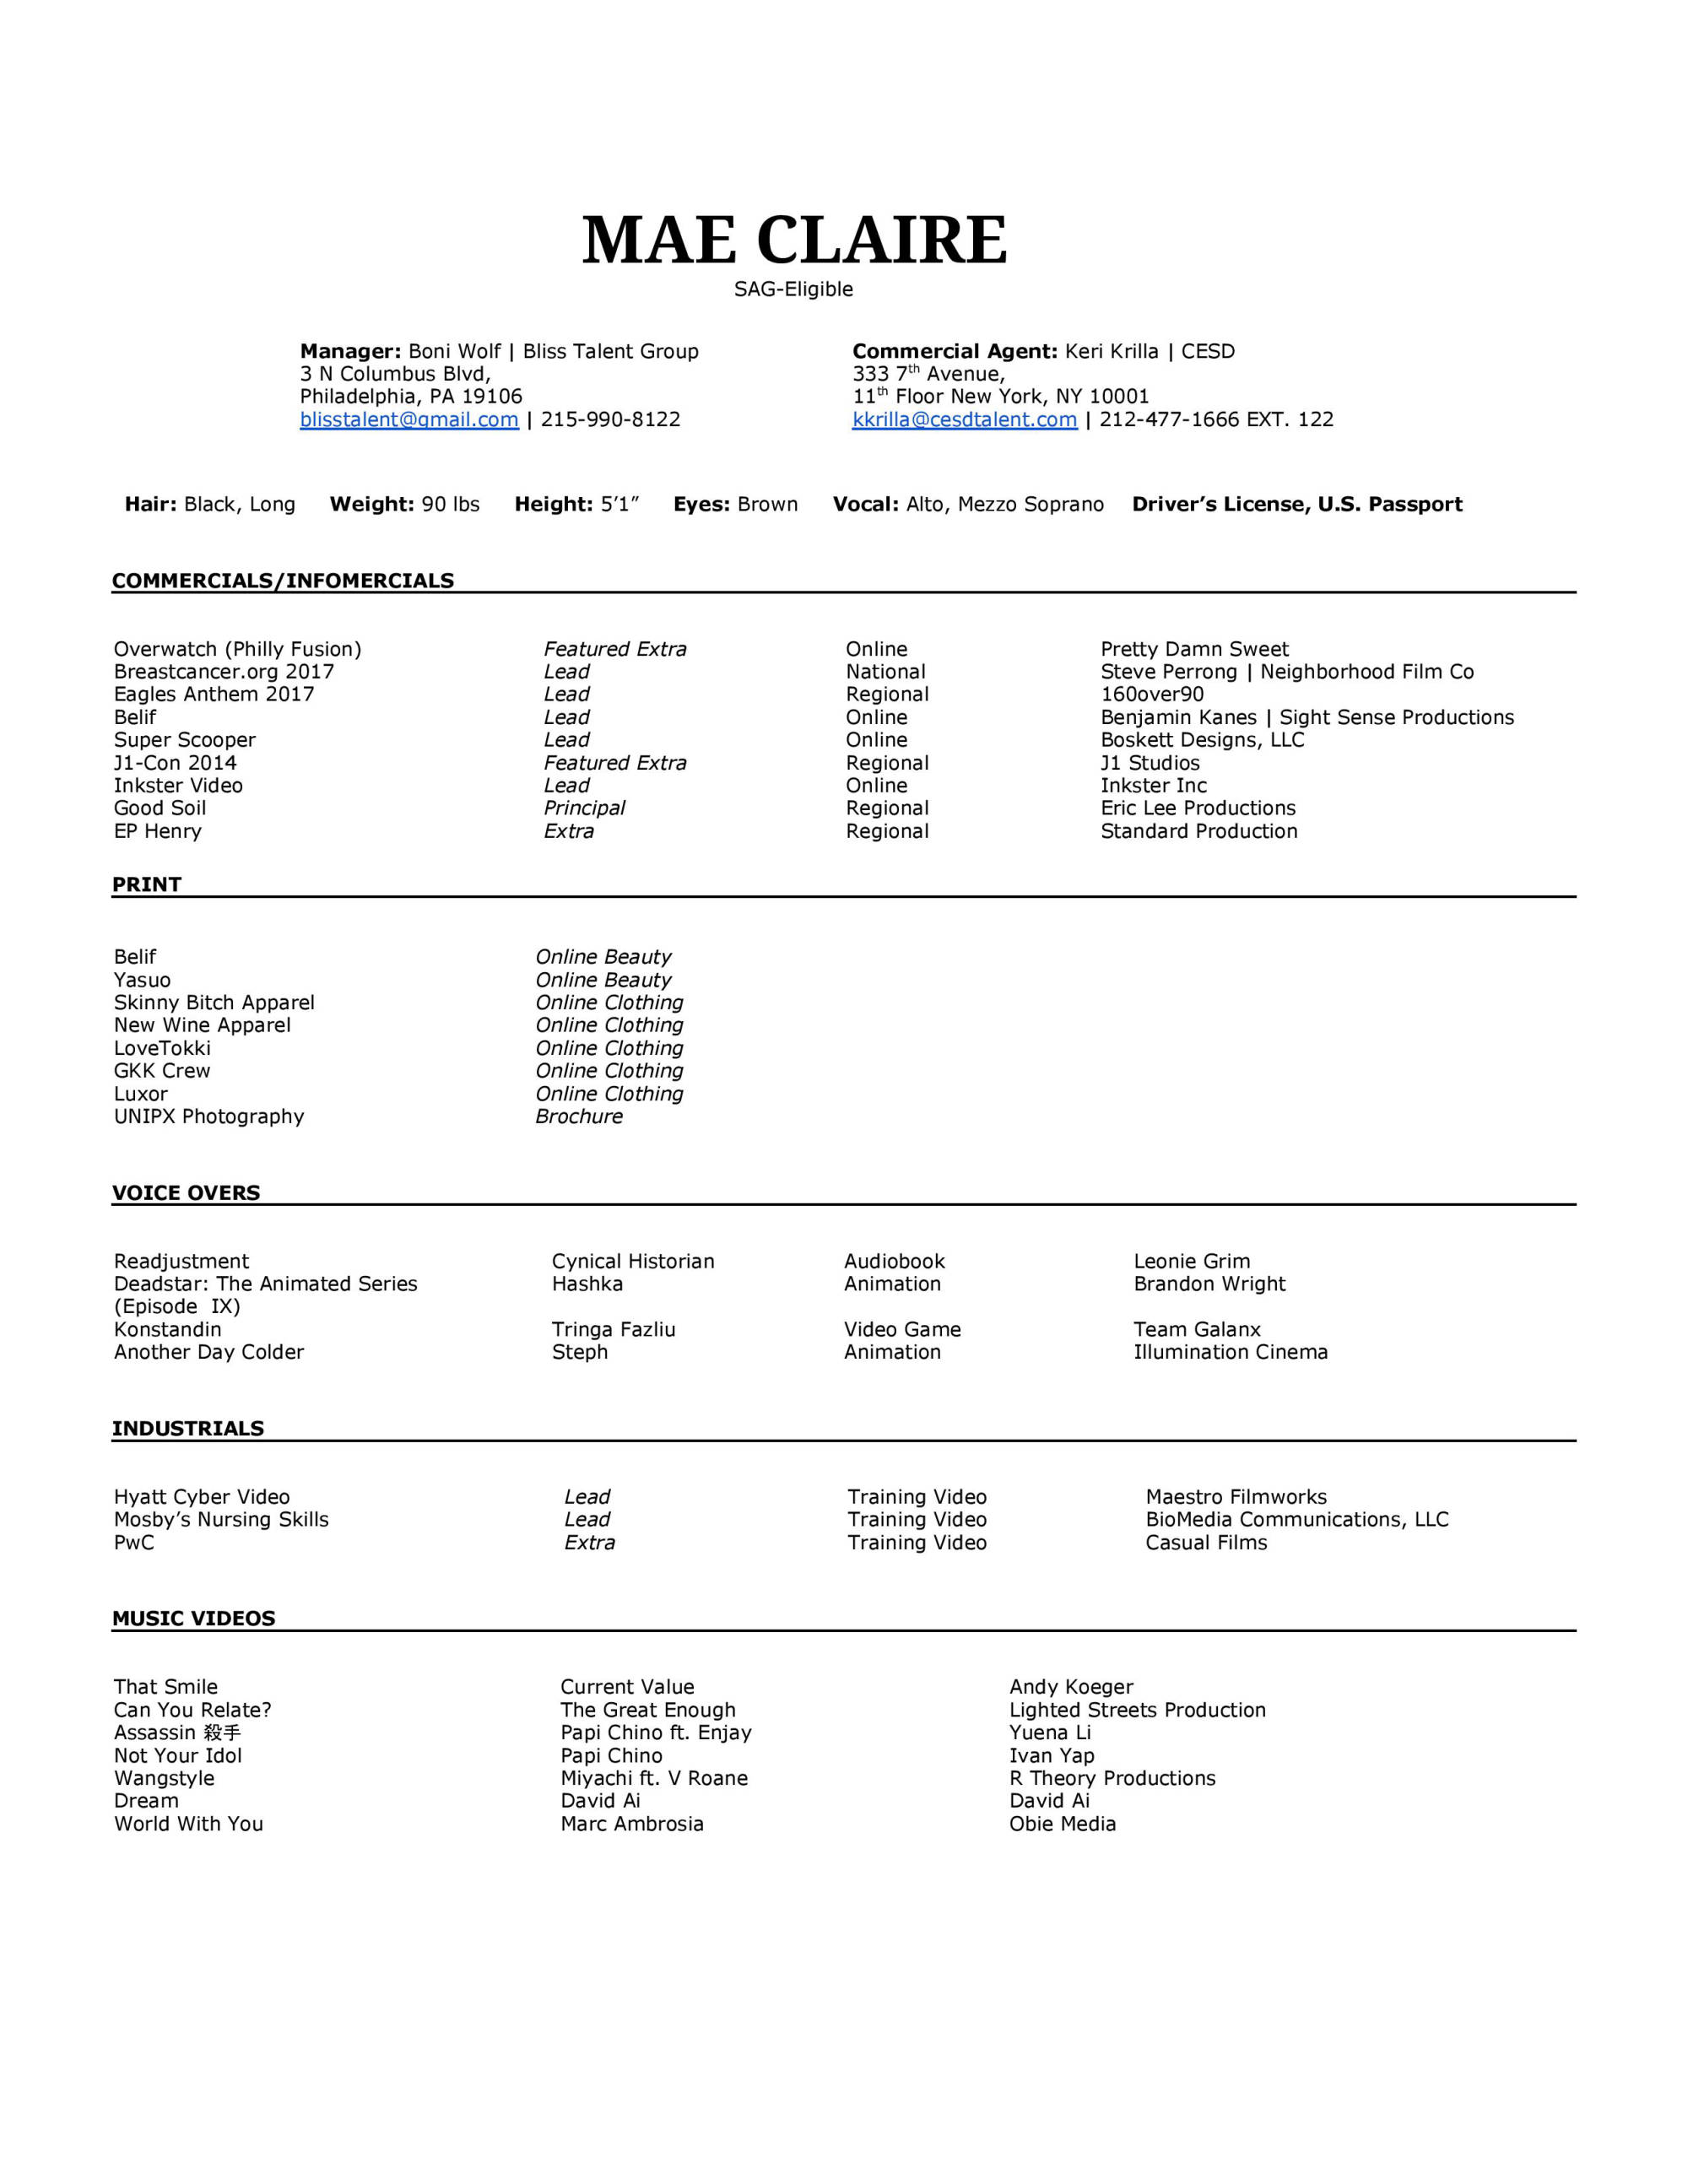 MAE CLAIRE
SAG-Eligible
Manager: Boni Wolf | Bliss Talent Group
3 N Columbus Blvd,
Philadelphia, PA 19106
blisstalent@gmail.com | 215-990-8122
Commercial Agent: Keri Krilla | CESD
333 7th Avenue,
11th Floor New York, NY 10001
kkrilla@cesdtalent.com | 212-477-1666 EXT. 122
Hair: Black, Long Weight: 90 lbs Height: 5’1” Eyes: Brown Vocal: Alto, Mezzo Soprano Driver’s License, U.S. Passport
COMMERCIALS/INFOMERCIALS
Overwatch (Philly Fusion) Featured Extra Online Pretty Damn Sweet
Breastcancer.org 2017 Lead National Steve Perrong | Neighborhood Film Co
Eagles Anthem 2017 Lead Regional 160over90
Belif Lead Online Benjamin Kanes | Sight Sense Productions
Super Scooper Lead Online Boskett Designs, LLC
J1-Con 2014 Featured Extra Regional J1 Studios
Inkster Video Lead Online Inkster Inc
Good Soil Principal Regional Eric Lee Productions
EP Henry Extra Regional Standard Production
PRINT
Belif Online Beauty
Yasuo Online Beauty
Skinny Bitch Apparel Online Clothing
New Wine Apparel Online Clothing
LoveTokki Online Clothing
GKK Crew Online Clothing
Luxor Online Clothing
UNIPX Photography Brochure
VOICE OVERS
Readjustment Cynical Historian Audiobook Leonie Grim
Deadstar: The Animated Series Hashka Animation Brandon Wright
(Episode IX)
Konstandin Tringa Fazliu Video Game Team Galanx
Another Day Colder Steph Animation Illumination Cinema
INDUSTRIALS
Hyatt Cyber Video Lead Training Video Maestro Filmworks
Mosby’s Nursing Skills Lead Training Video BioMedia Communications, LLC
PwC Extra Training Video Casual Films
MUSIC VIDEOS
That Smile Current Value Andy Koeger
Can You Relate? The Great Enough Lighted Streets Production
Assassin 殺手 Papi Chino ft. Enjay Yuena Li
Not Your Idol Papi Chino Ivan Yap
Wangstyle Miyachi ft. V Roane R Theory Productions
Dream David Ai David Ai
World With You Marc Ambrosia Obie Media